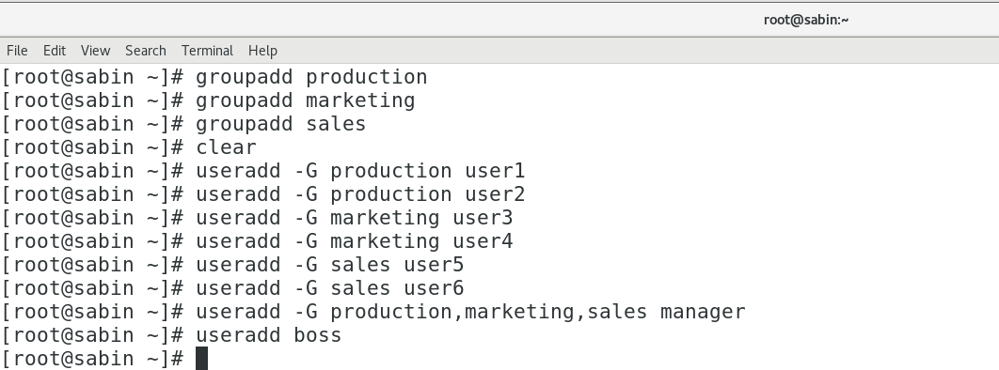 root@sabin:~
File Edit View Search Terminal Help
[root@sabin ~]# groupadd production
[root@sabin ~]# groupadd marketing
[root@sabin ~]# groupadd sales
[root@sabin ~]# clear
[root@sabin ~]# useradd -G production user1
[root@sabin ~]# useradd -G production user2
[root@sabin ~]# useradd -G marketing user3
[root@sabin ~]# useradd -G marketing user4
[root@sabin ~]# useradd -G sales user5
[root@sabin ~]# useradd -G sales user6
[root@sabin ~]# useradd -G production,marketing,sales manager
[root@sabin ~]# useradd boss
[root@sabin ~]#